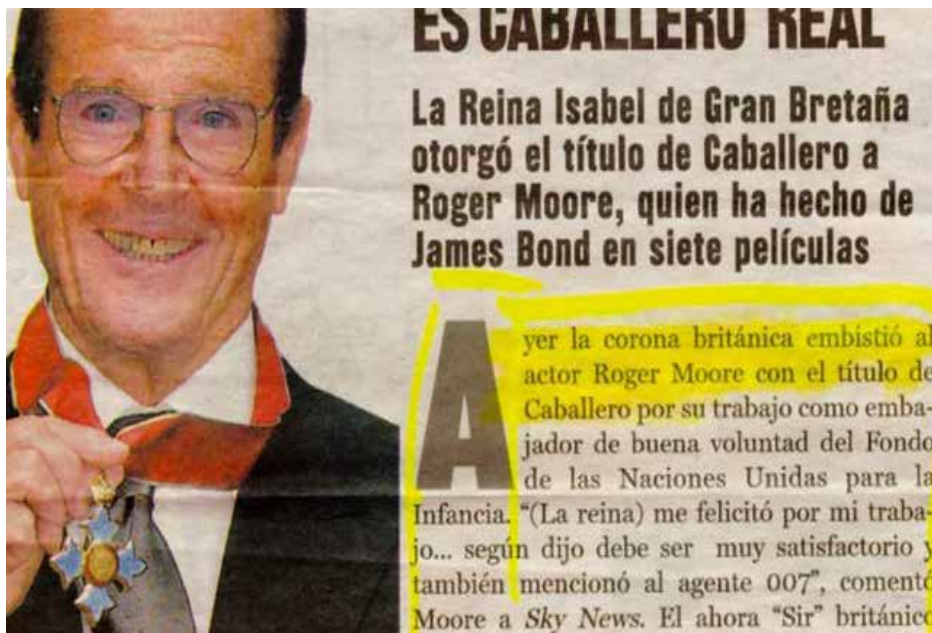 ES CABALLERO REAL
La Reina Isabel de Gran Bretaña
otorgó el título de Caballero a
Roger Moore, quien ha hecho de
James Bond en siete películas
Ayer la corona británica embistió al
actor Roger Moore con el título de
Caballero por su trabajo como emba-
jador de buena voluntad del Fondo
de las Naciones Unidas para la
Infancia. “(La reina) me felicitó por mi traba-
jo... según dijo debe ser muy satisfactorio y
también mencionó al agente 007”, comentó
Moore a Sky News. El ahora “Sir” británico